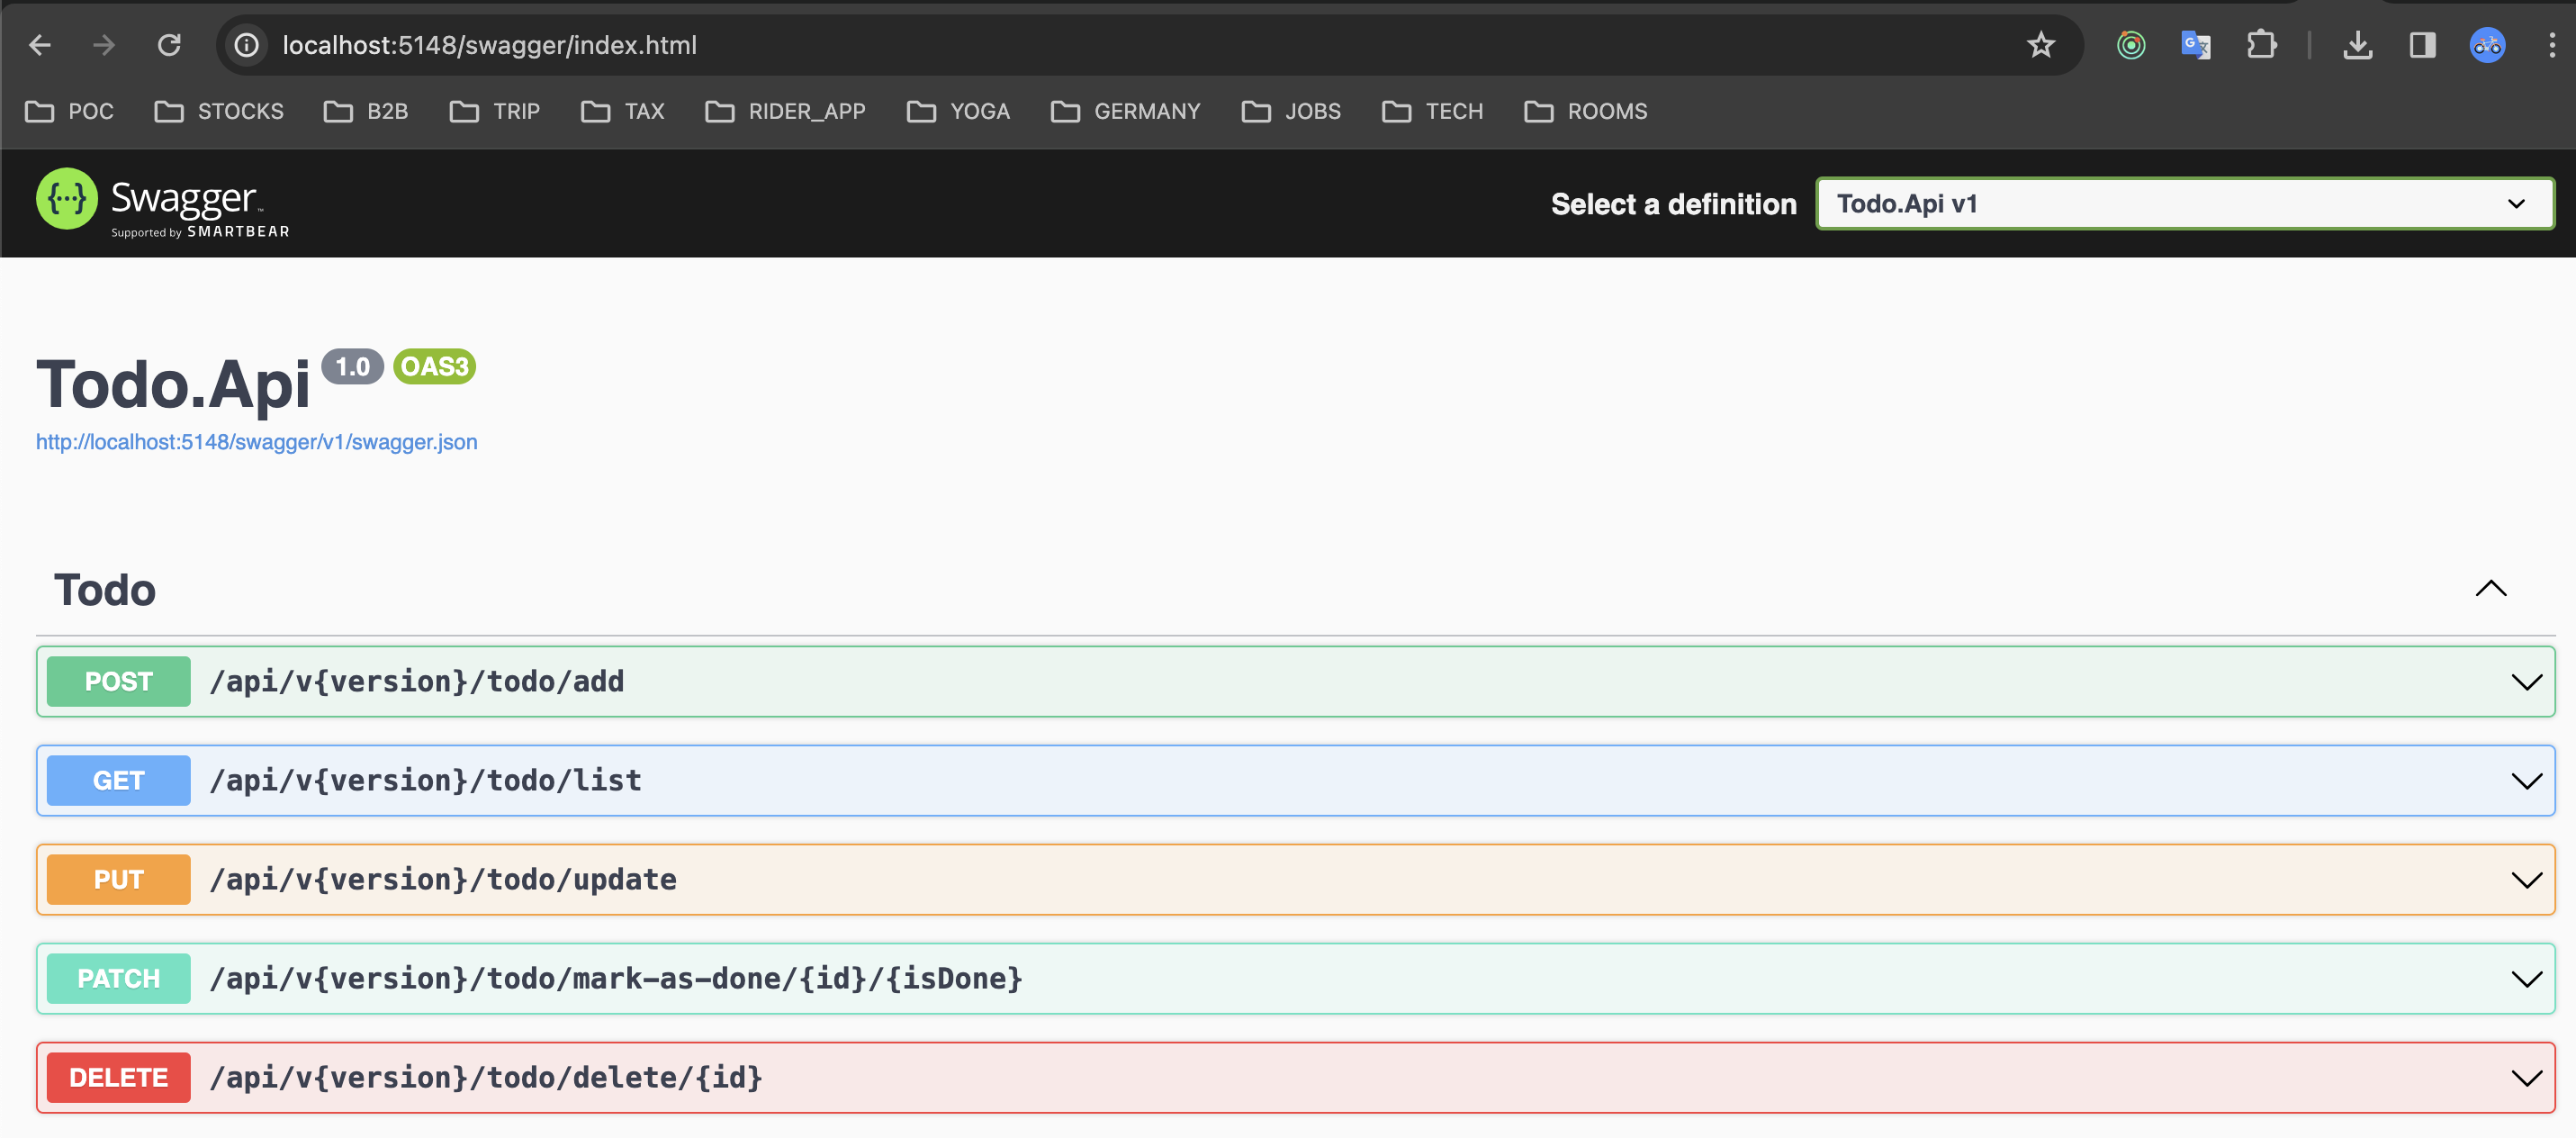 localhost:5148/swagger/index.html
POC STOCKS B2B TRIP TAX RIDER_APP YOGA GERMANY JOBS TECH ROOMS
{...} Swagger™
Supported by SMARTBEAR
Select a definition Todo.Api v1
Todo.Api 1.0 OAS3
http://localhost:5148/swagger/v1/swagger.json
Todo
POST /api/v{version}/todo/add
GET /api/v{version}/todo/list
PUT /api/v{version}/todo/update
PATCH /api/v{version}/todo/mark-as-done/{id}/{isDone}
DELETE /api/v{version}/todo/delete/{id}